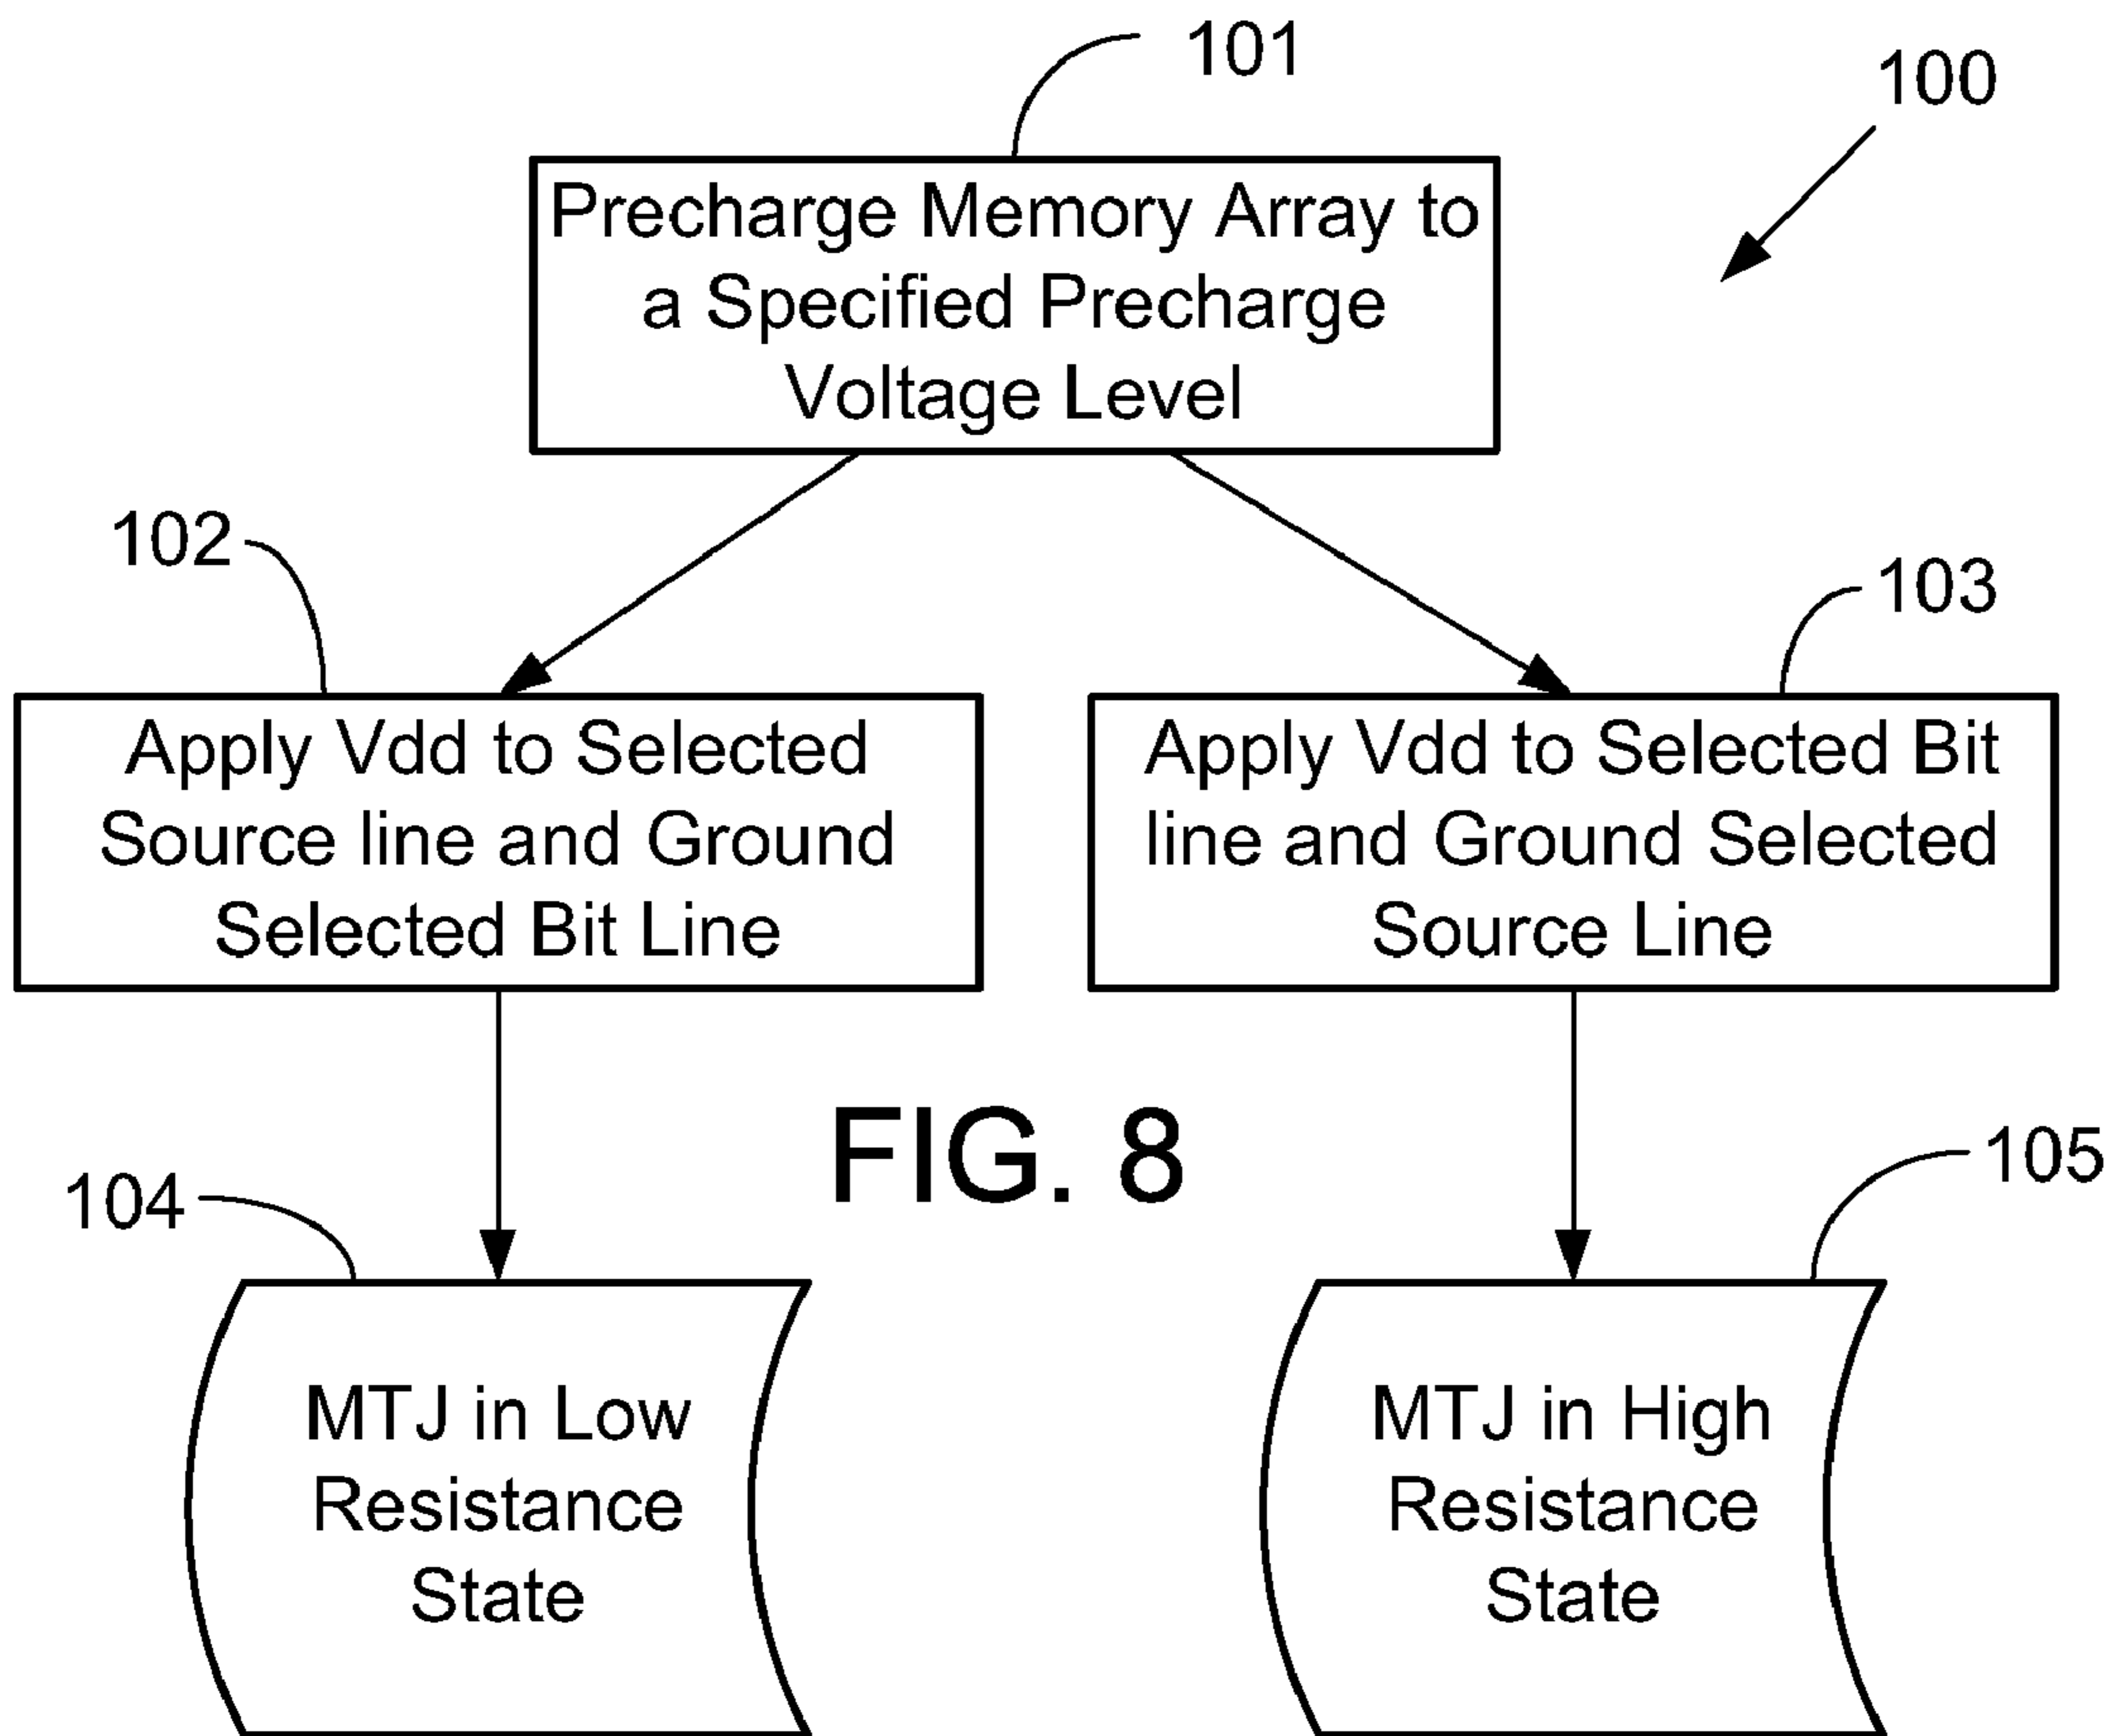 101
100
Precharge Memory Array to
a Specified Precharge
Voltage Level
102
103
Apply Vdd to Selected
Source line and Ground
Selected Bit Line
Apply Vdd to Selected Bit
line and Ground Selected
Source Line
FIG. 8
104
105
MTJ in Low
Resistance
State
MTJ in High
Resistance
State